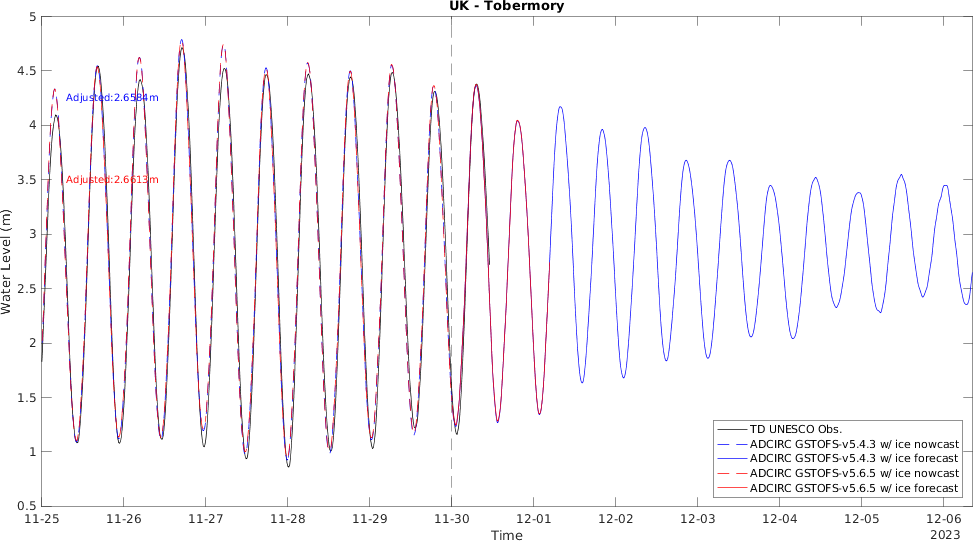 UK - Tobermory
5
4.5
4
3.5
3
2.5
2
1.5
1
0.5
Water Level (m)
Adjusted:2.6584m
Adjusted:2.6613m
TD UNESCO Obs.
ADCIRC GSTOFS-v5.4.3 w/ ice nowcast
ADCIRC GSTOFS-v5.4.3 w/ ice forecast
ADCIRC GSTOFS-v5.6.5 w/ ice nowcast
ADCIRC GSTOFS-v5.6.5 w/ ice forecast
11-25 11-26 11-27 11-28 11-29 11-30 12-01 12-02 12-03 12-04 12-05 12-06
2023
Time